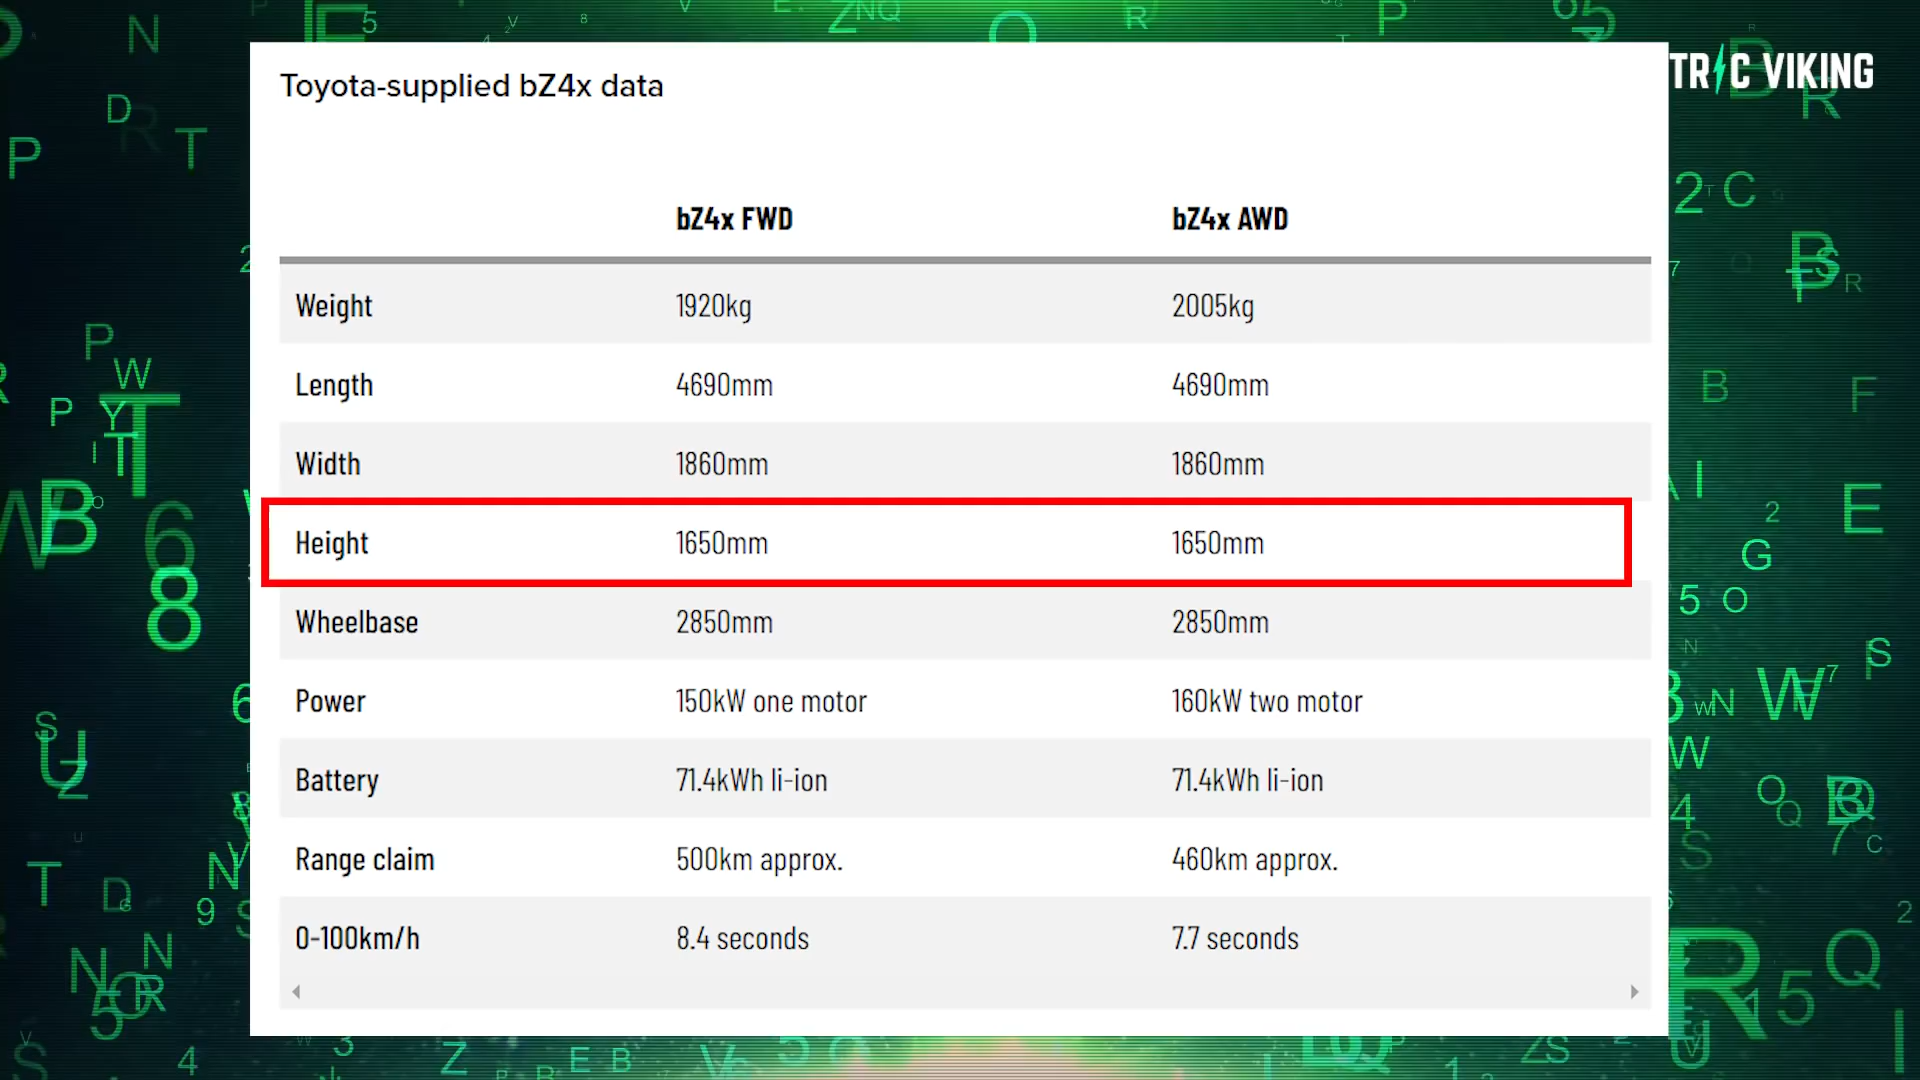 Toyota-supplied bZ4x data
TRIC VIKING
bZ4x FWD bZ4x AWD
Weight 1920kg 2005kg
Length 4690mm 4690mm
Width 1860mm 1860mm
Height 1650mm 1650mm
Wheelbase 2850mm 2850mm
Power 150kW one motor 160kW two motor
Battery 71.4kWh li-ion 71.4kWh li-ion
Range claim 500km approx. 460km approx.
0-100km/h 8.4 seconds 7.7 seconds